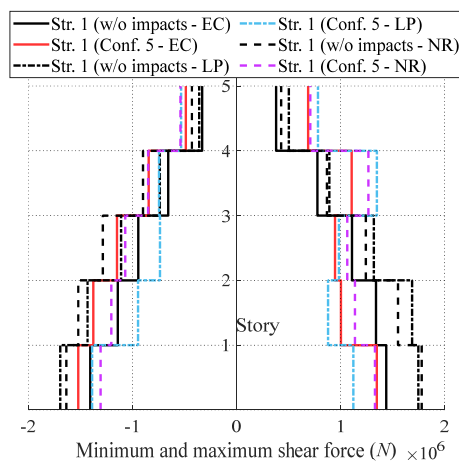 Str. 1 (w/o impacts - EC) Str. 1 (Conf. 5 - LP)
Str. 1 (Conf. 5 - EC) Str. 1 (w/o impacts - NR)
Str. 1 (w/o impacts - LP) Str. 1 (Conf. 5 - NR)
5
4
3
2
Story
1
-2 -1 0 1 2
Minimum and maximum shear force (N) ×10^6